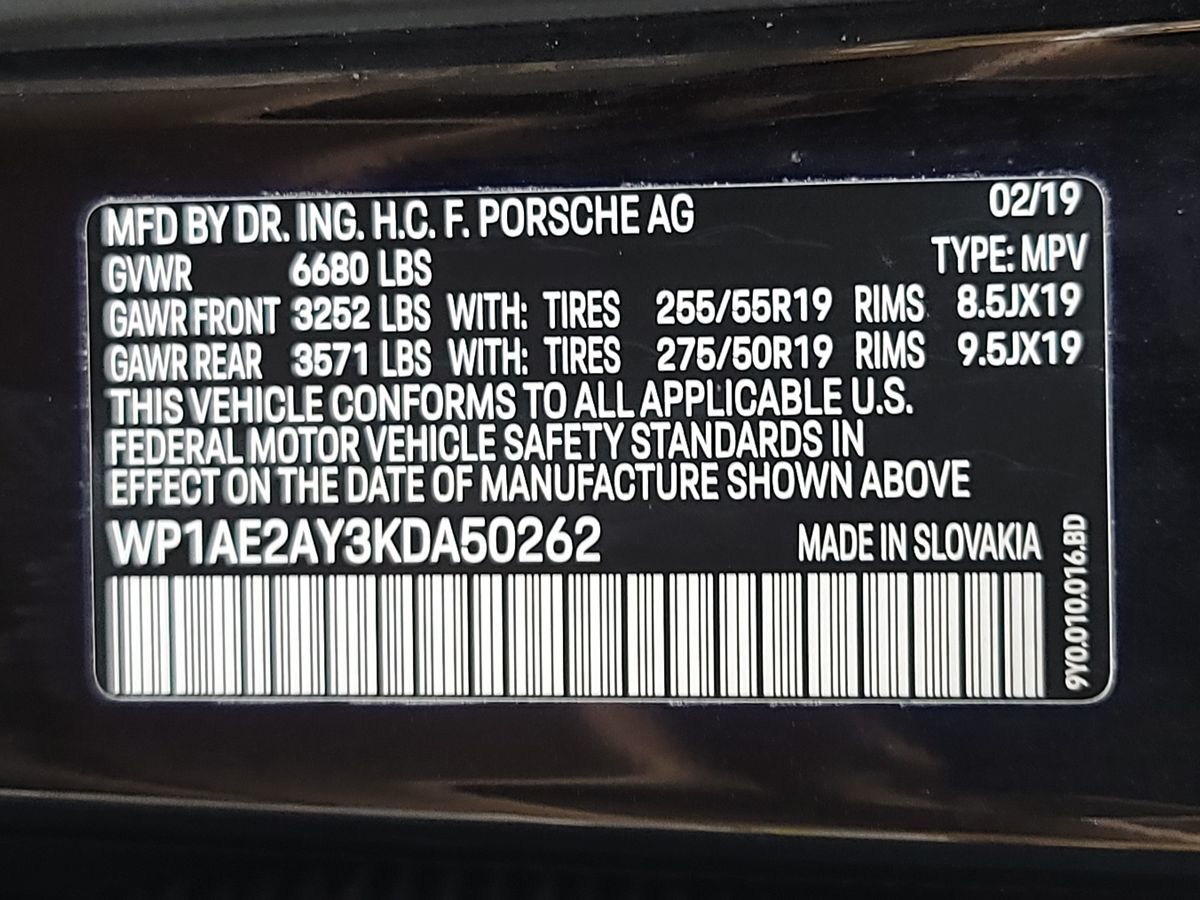 MFD BY DR. ING. H.C. F. PORSCHE AG 02/19
GVWR 6680 LBS TYPE: MPV
GAWR FRONT 3252 LBS WITH: TIRES 255/55R19 RIMS 8.5JX19
GAWR REAR 3571 LBS WITH: TIRES 275/50R19 RIMS 9.5JX19
THIS VEHICLE CONFORMS TO ALL APPLICABLE U.S.
FEDERAL MOTOR VEHICLE SAFETY STANDARDS IN
EFFECT ON THE DATE OF MANUFACTURE SHOWN ABOVE
WP1AE2AY3KDA50262 MADE IN SLOVAKIA
9Y0.010.016.BD